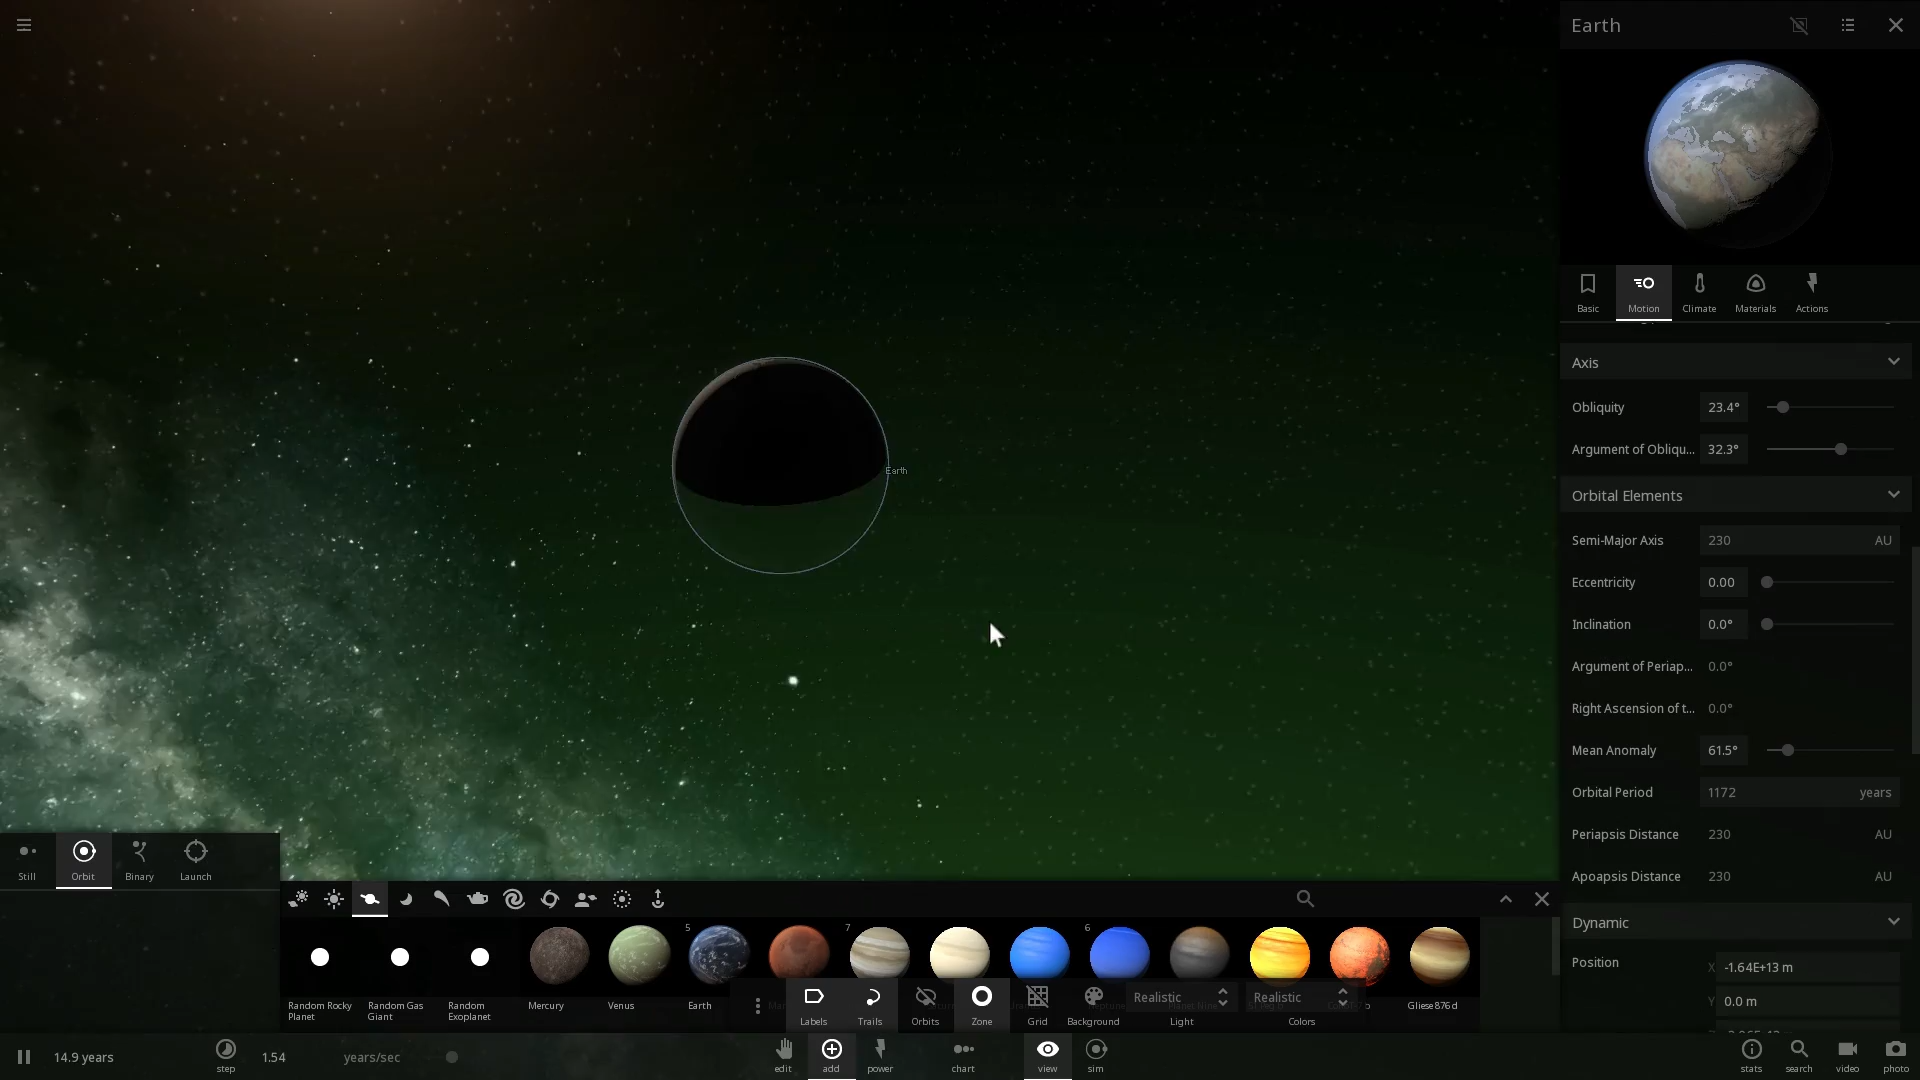 Earth
Basic
Motion
Climate
Materials
Actions
Axis
Obliquity 23.4°
Argument of Obliqu... 32.3°
Orbital Elements
Semi-Major Axis 230 AU
Eccentricity 0.00
Inclination 0.0°
Argument of Periap... 0.0°
Right Ascension of t... 0.0°
Mean Anomaly 61.5°
Orbital Period 1172 years
Periapsis Distance 230 AU
Apoapsis Distance 230 AU
Dynamic
Position X -1.64E+13 m
Y 0.0 m
Earth
Still
Orbit
Binary
Launch
5
7
6
Random Rocky Planet
Random Gas Giant
Random Exoplanet
Mercury
Venus
Earth
Gliese 876 d
Labels
Trails
Orbits
Zone
Grid
Background
Realistic
Light
Realistic
Colors
14.9 years
step
1.54 years/sec
edit
add
power
chart
view
sim
stats
search
video
photo